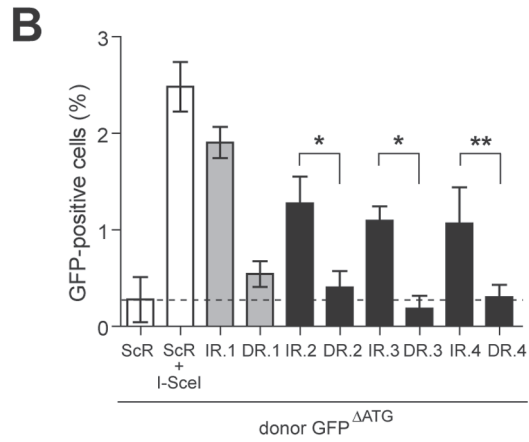 B
GFP-positive cells (%)
3
2
1
0
* * **
ScR ScR + I-SceI IR.1 DR.1 IR.2 DR.2 IR.3 DR.3 IR.4 DR.4
donor GFP^ΔATG